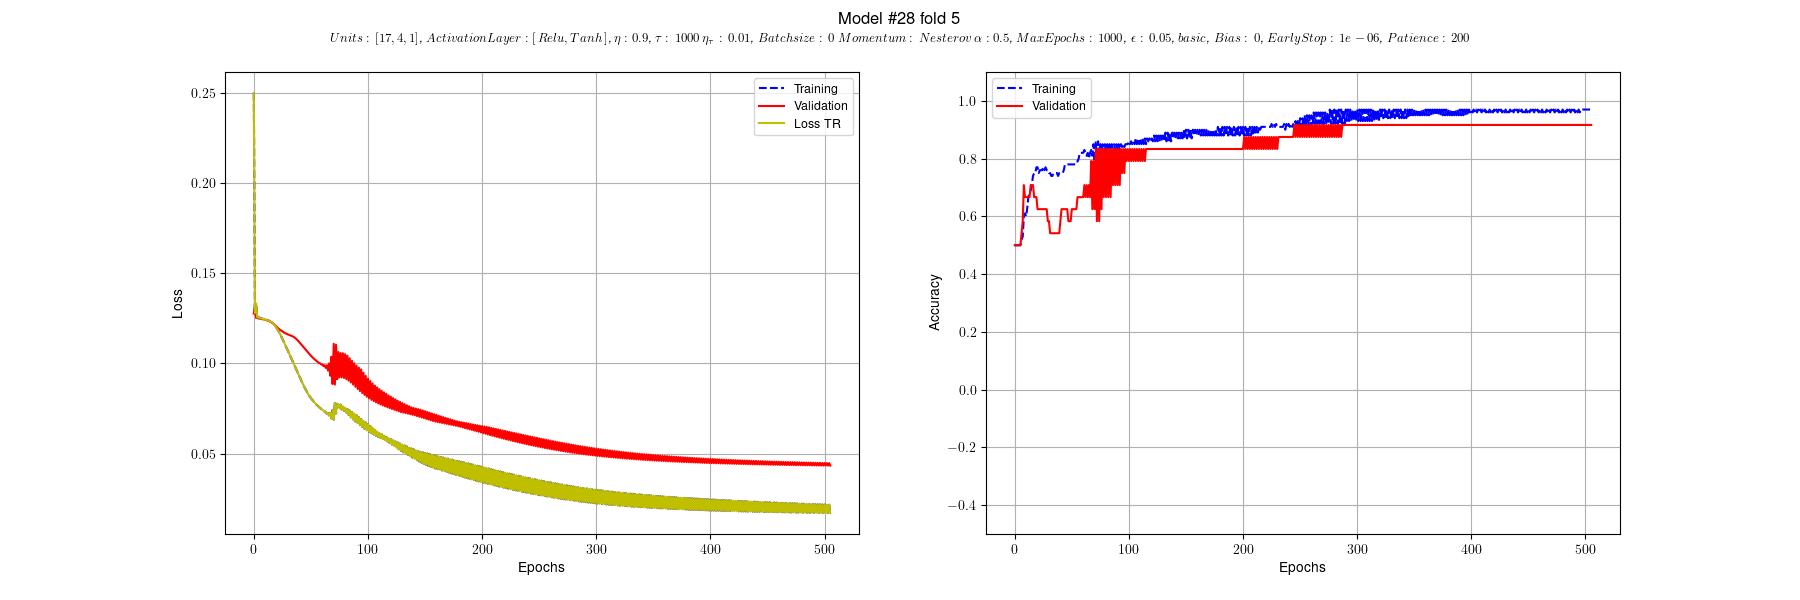 Model #28 fold 5
Units : [17, 4, 1], ActivationLayer : [Relu, Tanh], η : 0.9, τ : 1000 η_τ : 0.01, Batchsize : 0 Momentum : Nesterov α : 0.5, MaxEpochs : 1000, ϵ : 0.05, basic, Bias : 0, EarlyStop : 1e − 06, Patience : 200
Training
Validation
Loss TR
0.25
0.20
0.15
0.10
0.05
Loss
0 100 200 300 400 500
Epochs
Training
Validation
1.0
0.8
0.6
0.4
0.2
0.0
−0.2
−0.4
Accuracy
0 100 200 300 400 500
Epochs